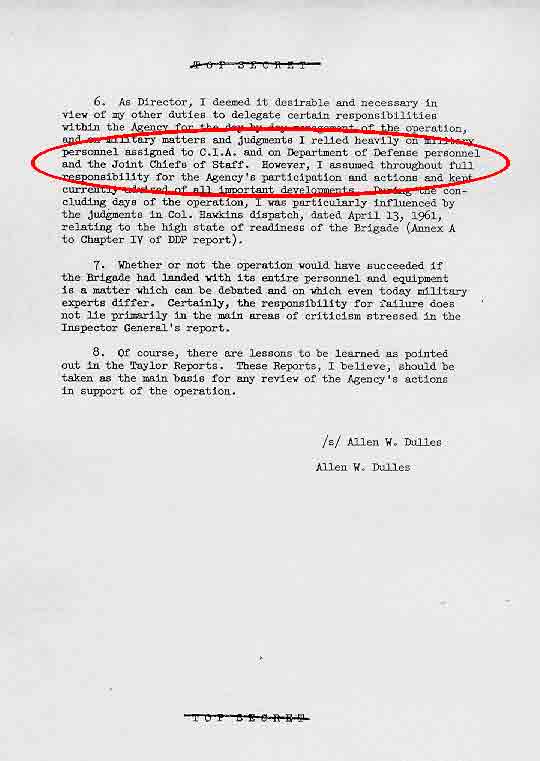 TOP SECRET
6. As Director, I deemed it desirable and necessary in
view of my other duties to delegate certain responsibilities
within the Agency for the day-by-day management of the operation,
and on military matters and judgments I relied heavily on military
personnel assigned to C.I.A. and on Department of Defense personnel
and the Joint Chiefs of Staff. However, I assumed throughout full
responsibility for the Agency's participation and actions and kept
currently advised of all important developments. During the con-
cluding days of the operation, I was particularly influenced by
the judgments in Col. Hawkins dispatch, dated April 13, 1961,
relating to the high state of readiness of the Brigade (Annex A
to Chapter IV of DDP report).
7. Whether or not the operation would have succeeded if
the Brigade had landed with its entire personnel and equipment
is a matter which can be debated and on which even today military
experts differ. Certainly, the responsibility for failure does
not lie primarily in the main areas of criticism stressed in the
Inspector General's report.
8. Of course, there are lessons to be learned as pointed
out in the Taylor Reports. These Reports, I believe, should be
taken as the main basis for any review of the Agency's actions
in support of the operation.
/s/ Allen W. Dulles
Allen W. Dulles
TOP SECRET